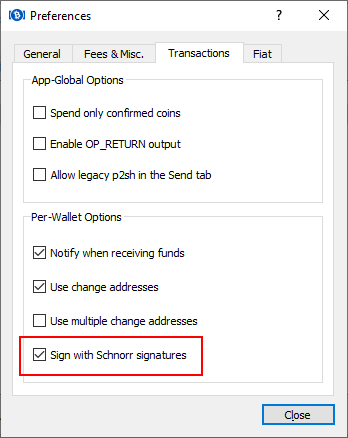 Preferences
General
Fees & Misc.
Transactions
Fiat
App-Global Options
Spend only confirmed coins
Enable OP_RETURN output
Allow legacy p2sh in the Send tab
Per-Wallet Options
Notify when receiving funds
Use change addresses
Use multiple change addresses
Sign with Schnorr signatures
Close